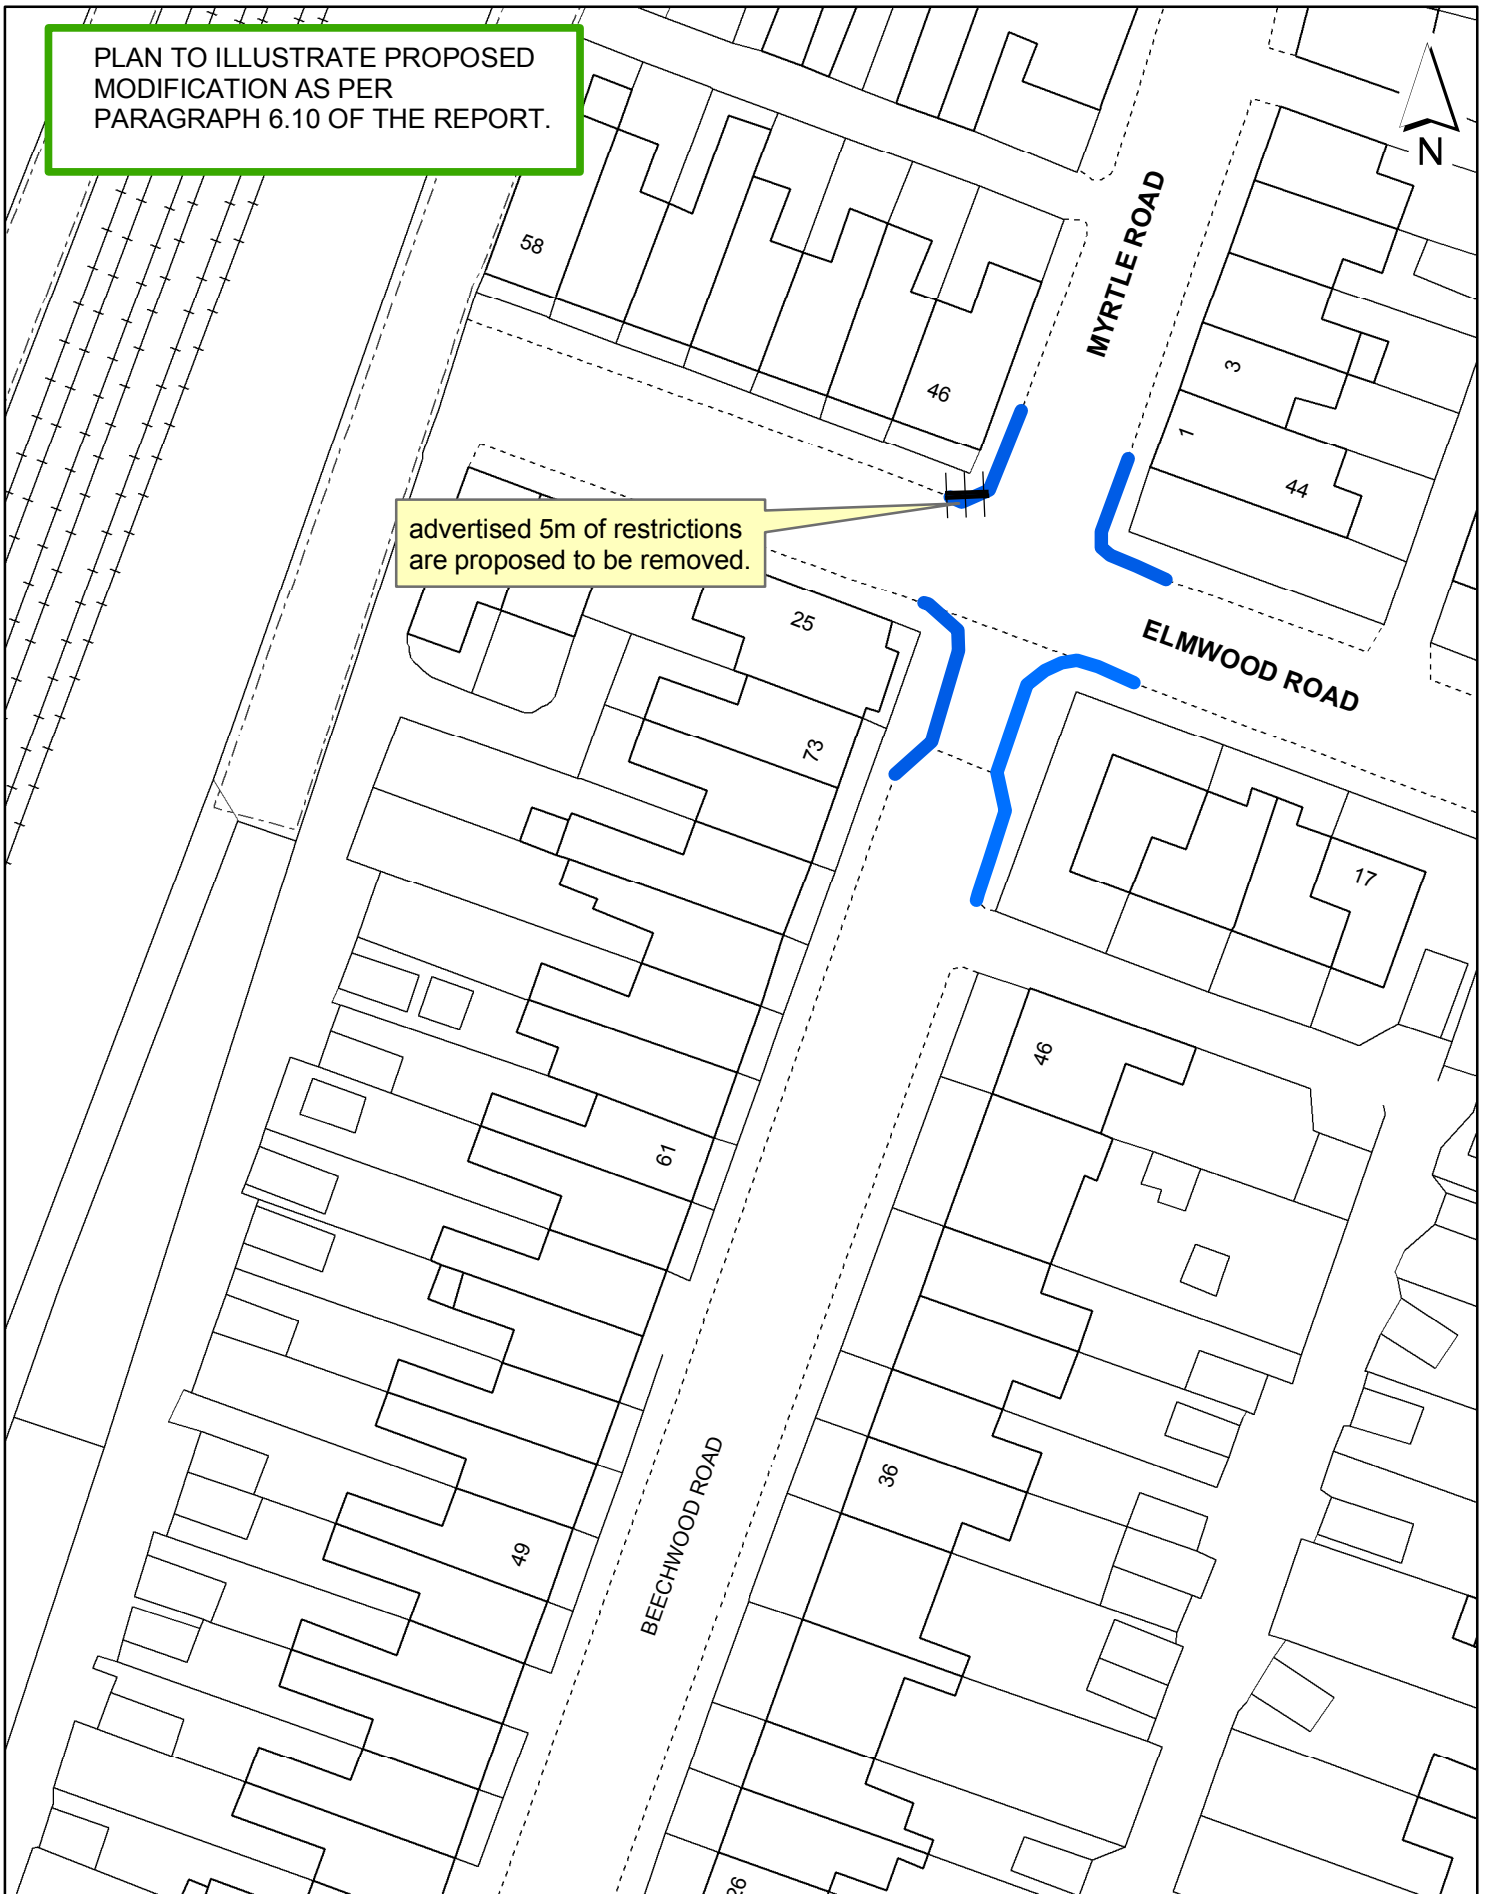 PLAN TO ILLUSTRATE PROPOSED
MODIFICATION AS PER
PARAGRAPH 6.10 OF THE REPORT.
N
58
MYRTLE ROAD
46
3
1
44
advertised 5m of restrictions
are proposed to be removed.
25
ELMWOOD ROAD
73
17
46
61
36
49
BEECHWOOD ROAD
26